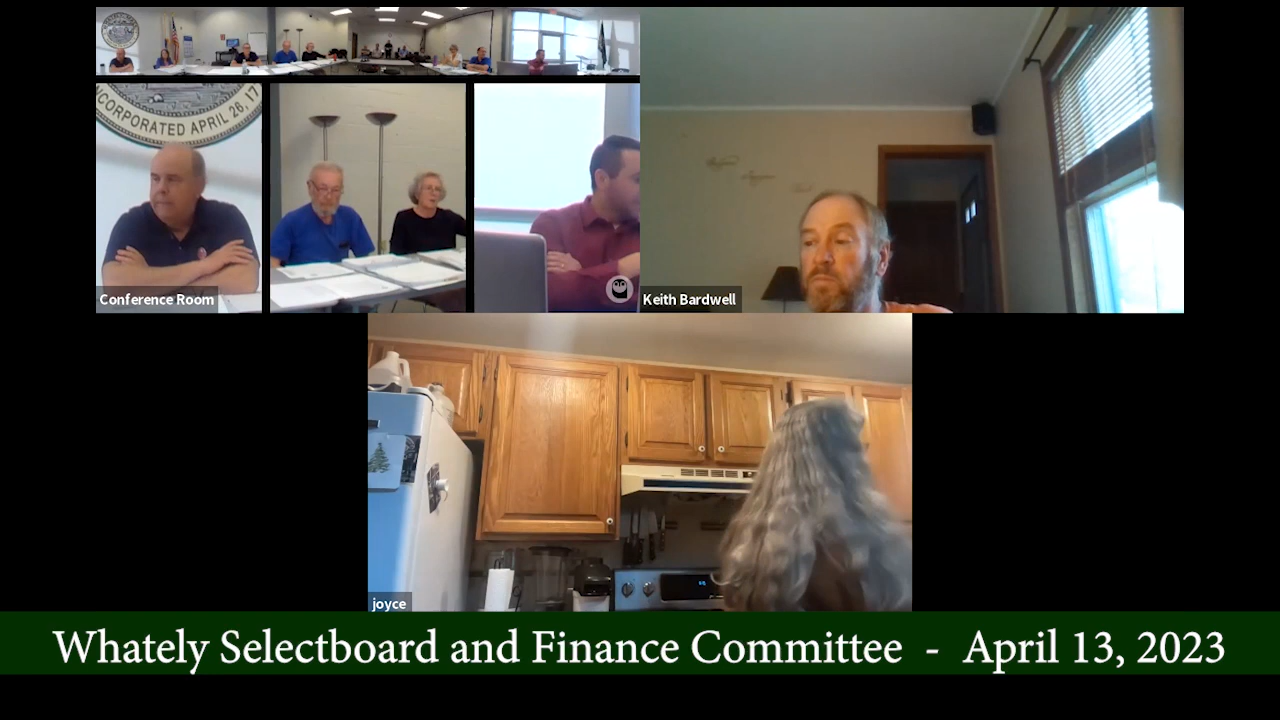 INCORPORATED APRIL 26, 17
Conference Room
Keith Bardwell
joyce
Whately Selectboard and Finance Committee - April 13, 2023